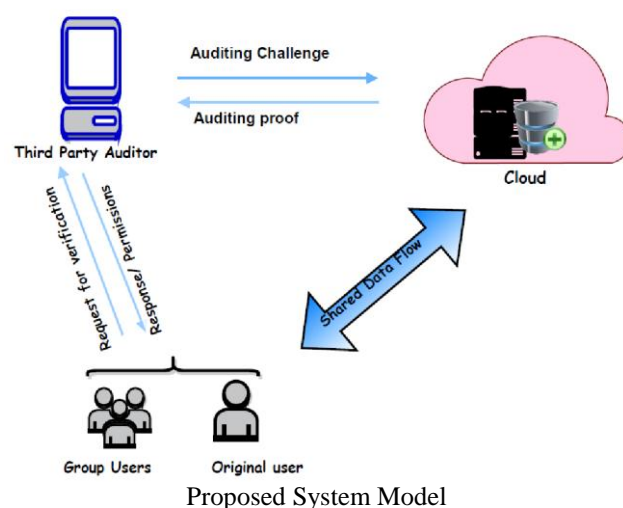 Auditing Challenge
Auditing proof
Third Party Auditor
Cloud
Request for verification
Response/ Permissions
Shared Data Flow
Group Users
Original user
Proposed System Model